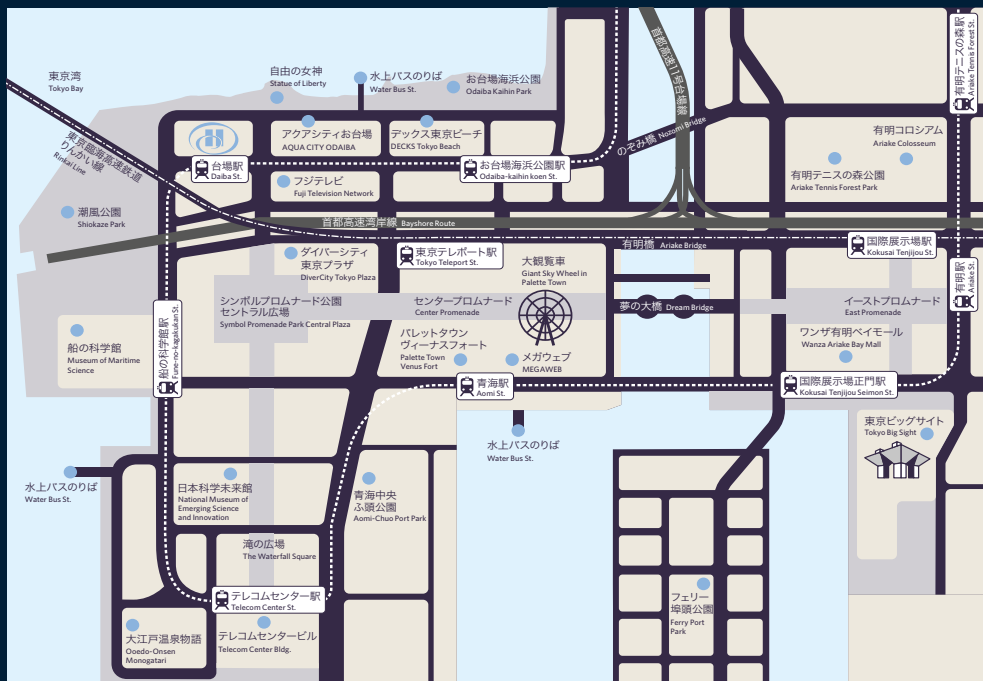 東京湾
Tokyo Bay
自由の女神
Statue of Liberty
水上バスのりば
Water Bus St.
お台場海浜公園
Odaiba Kaihin Park
首都高速11号台場線
有明テニスの森駅
Ariake Tennis Forest St.
東京臨海高速鉄道
りんかい線
Rinkai Line
H
アクアシティお台場
AQUA CITY ODAIBA
デックス東京ビーチ
DECKS Tokyo Beach
のぞみ橋 Nozomi Bridge
有明コロシアム
Ariake Colosseum
台場駅
Daiba St.
お台場海浜公園駅
Odaiba-kaihin koen St.
有明テニスの森公園
Ariake Tennis Forest Park
フジテレビ
Fuji Television Network
潮風公園
Shiokaze Park
首都高速湾岸線 Bayshore Route
有明橋 Ariake Bridge
国際展示場駅
Kokusai Tenjijou St.
ダイバーシティ
東京プラザ
DiverCity Tokyo Plaza
東京テレポート駅
Tokyo Teleport St.
大観覧車
Giant Sky Wheel in
Palette Town
有明駅
Ariake St.
シンボルプロムナード公園
セントラル広場
Symbol Promenade Park Central Plaza
センタープロムナード
Center Promenade
夢の大橋 Dream Bridge
イーストプロムナード
East Promenade
船の科学館駅
Fune-no-kagakukan St.
船の科学館
Museum of Maritime
Science
パレットタウン
ヴィーナスフォート
Palette Town
Venus Fort
メガウェブ
MEGAWEB
ワンザ有明ベイモール
Wanza Ariake Bay Mall
青海駅
Aomi St.
国際展示場正門駅
Kokusai Tenjijou Seimon St.
東京ビッグサイト
Tokyo Big Sight
水上バスのりば
Water Bus St.
水上バスのりば
Water Bus St.
日本科学未来館
National Museum of
Emerging Science
and Innovation
青海中央
ふ頭公園
Aomi-Chuo Port Park
滝の広場
The Waterfall Square
テレコムセンター駅
Telecom Center St.
フェリー
埠頭公園
Ferry Port
Park
大江戸温泉物語
Ooedo-Onsen
Monogatari
テレコムセンタービル
Telecom Center Bldg.